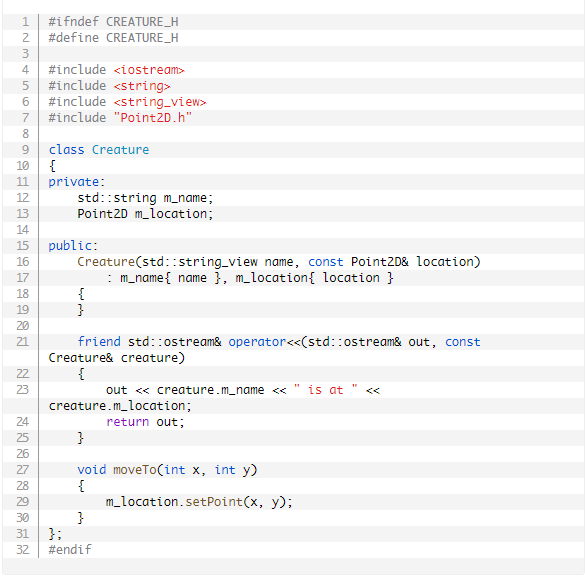 1 #ifndef CREATURE_H
2 #define CREATURE_H
3
4 #include <iostream>
5 #include <string>
6 #include <string_view>
7 #include "Point2D.h"
8
9 class Creature
10 {
11 private:
12     std::string m_name;
13     Point2D m_location;
14
15 public:
16     Creature(std::string_view name, const Point2D& location)
17         : m_name{ name }, m_location{ location }
18     {
19     }
20
21     friend std::ostream& operator<<(std::ostream& out, const
Creature& creature)
22     {
23         out << creature.m_name << " is at " <<
creature.m_location;
24         return out;
25     }
26
27     void moveTo(int x, int y)
28     {
29         m_location.setPoint(x, y);
30     }
31 };
32 #endif